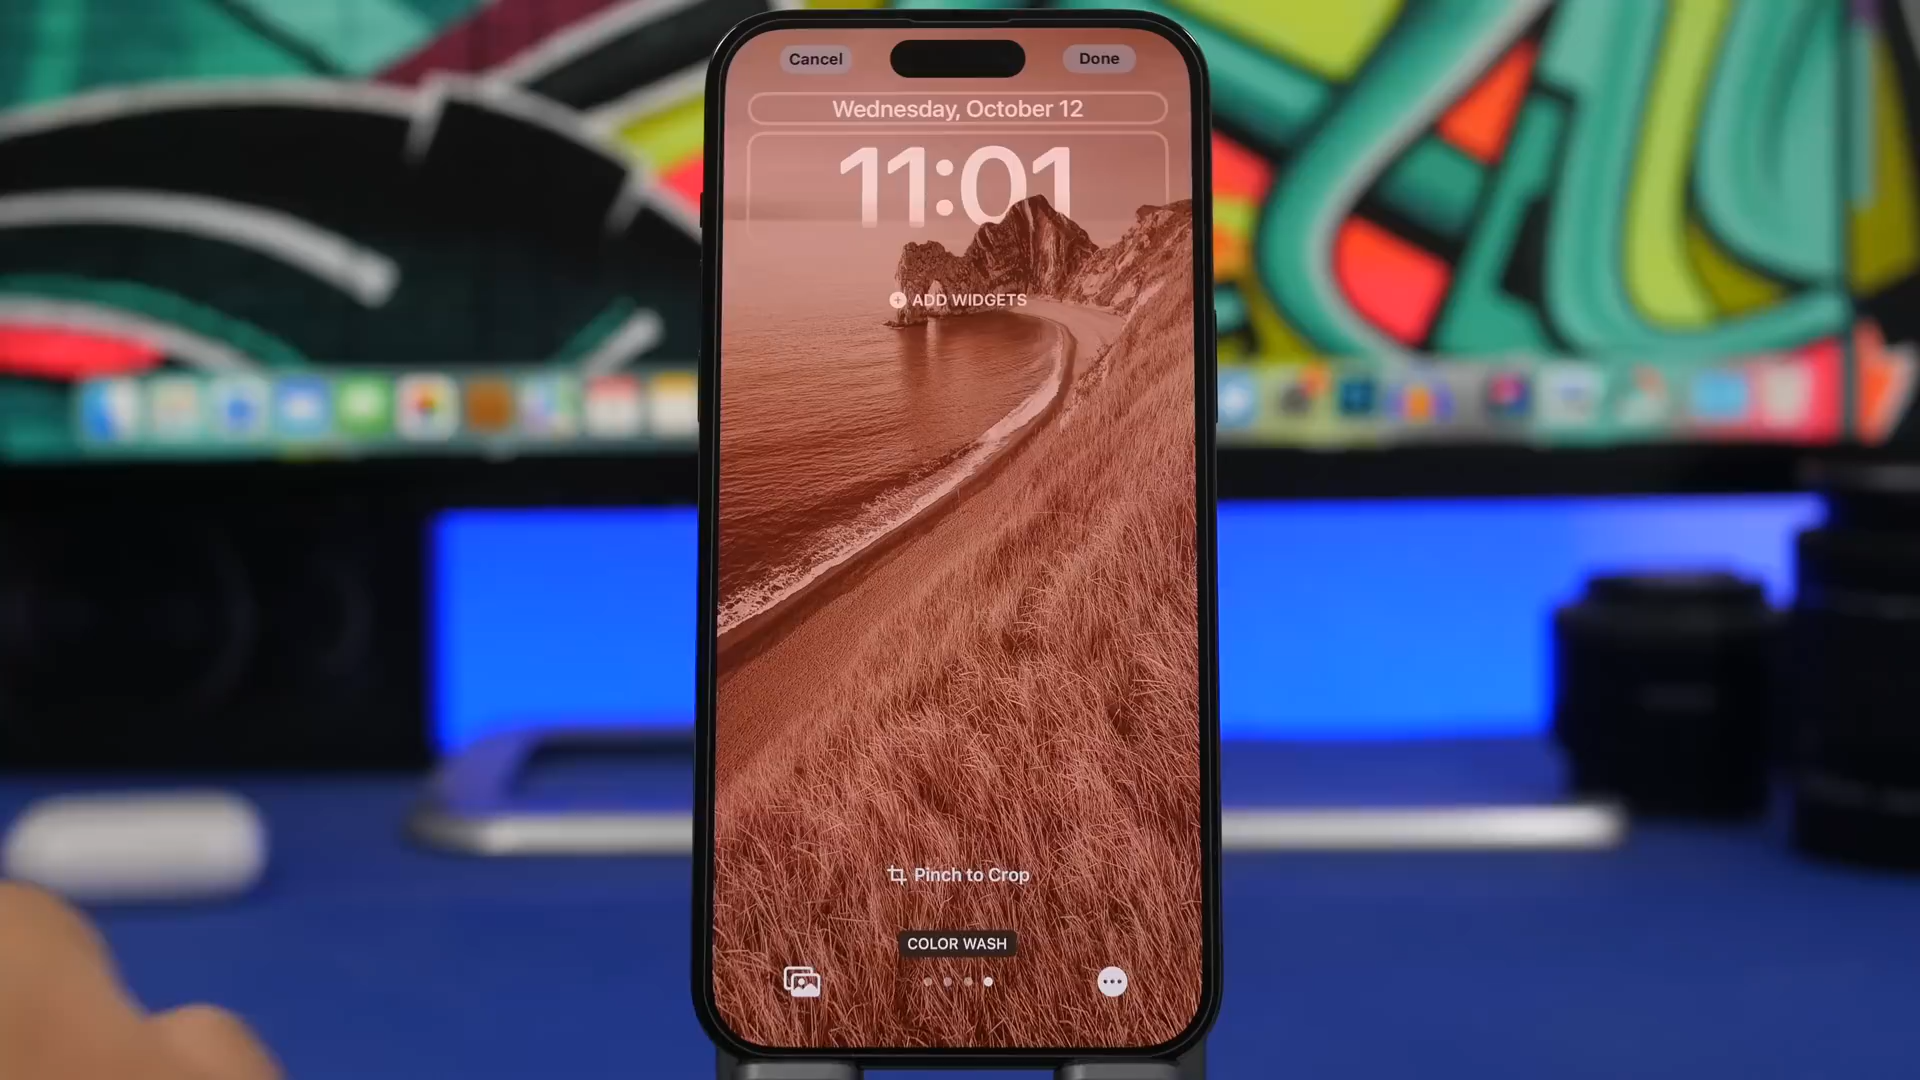 Cancel
Done
Wednesday, October 12
11:01
ADD WIDGETS
Pinch to Crop
COLOR WASH